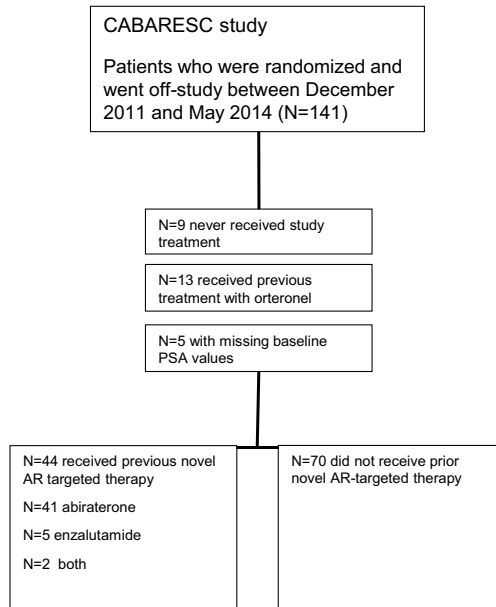 CABARESC study
Patients who were randomized and
went off-study between December
2011 and May 2014 (N=141)
N=9 never received study
treatment
N=13 received previous
treatment with orteronel
N=5 with missing baseline
PSA values
N=44 received previous novel
AR targeted therapy
N=41 abiraterone
N=5 enzalutamide
N=2 both
N=70 did not receive prior
novel AR-targeted therapy